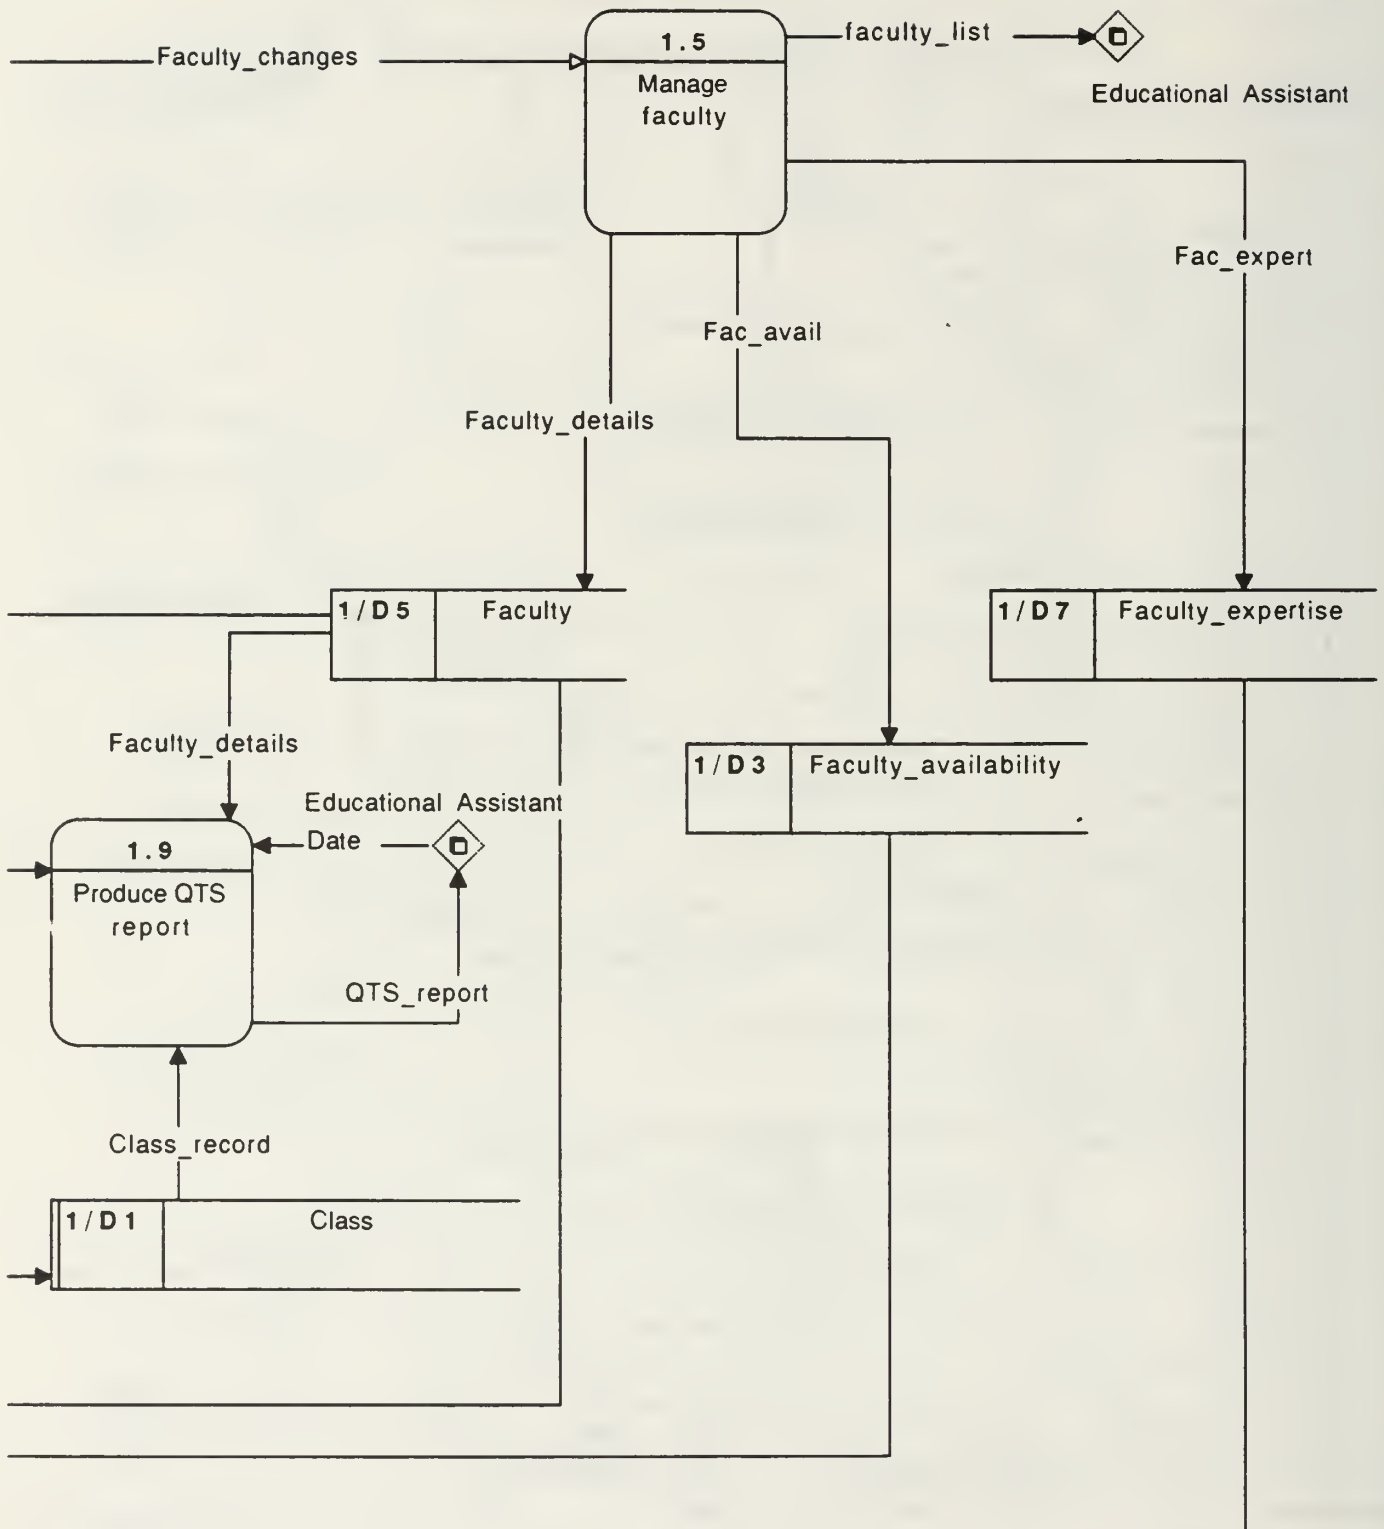 Faculty_changes
1.5
Manage
faculty
faculty_list
Educational Assistant
Fac_expert
Fac_avail
Faculty_details
1/D5 Faculty
1/D7 Faculty_expertise
Faculty_details
1/D3 Faculty_availability
Educational Assistant
Date
1.9
Produce QTS
report
QTS_report
Class_record
1/D1 Class